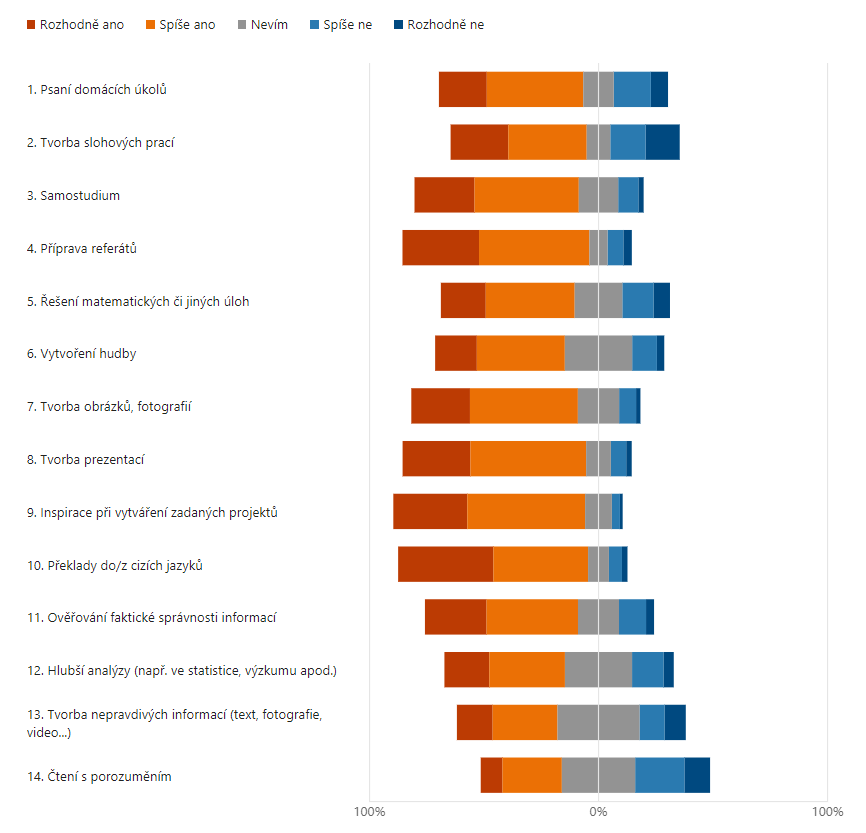 Rozhodně ano Spíše ano Nevím Spíše ne Rozhodně ne
1. Psaní domácích úkolů
2. Tvorba slohových prací
3. Samostudium
4. Příprava referátů
5. Řešení matematických či jiných úloh
6. Vytvoření hudby
7. Tvorba obrázků, fotografií
8. Tvorba prezentací
9. Inspirace při vytváření zadaných projektů
10. Překlady do/z cizích jazyků
11. Ověřování faktické správnosti informací
12. Hlubší analýzy (např. ve statistice, výzkumu apod.)
13. Tvorba nepravdivých informací (text, fotografie,
video...)
14. Čtení s porozuměním
100% 0% 100%